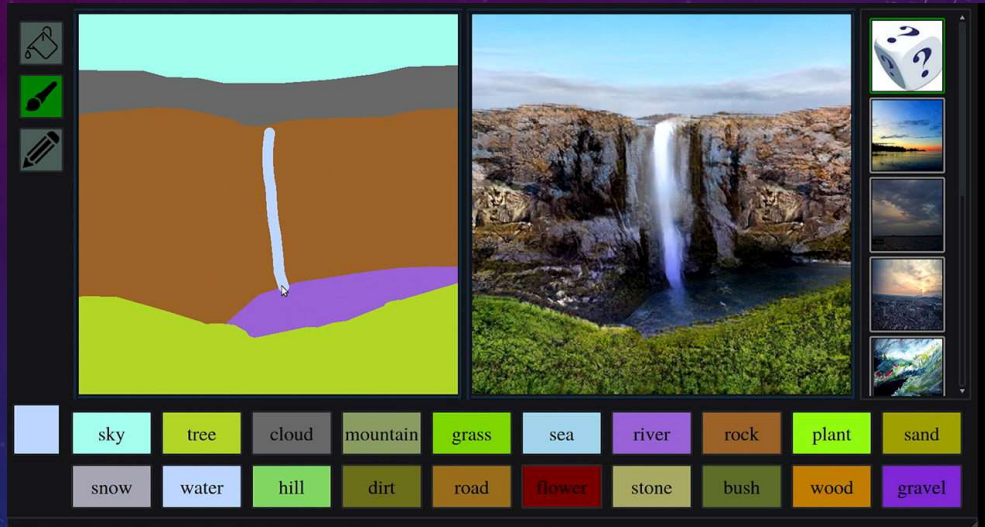 sky tree cloud mountain grass sea river rock plant sand
snow water hill dirt road flower stone bush wood gravel